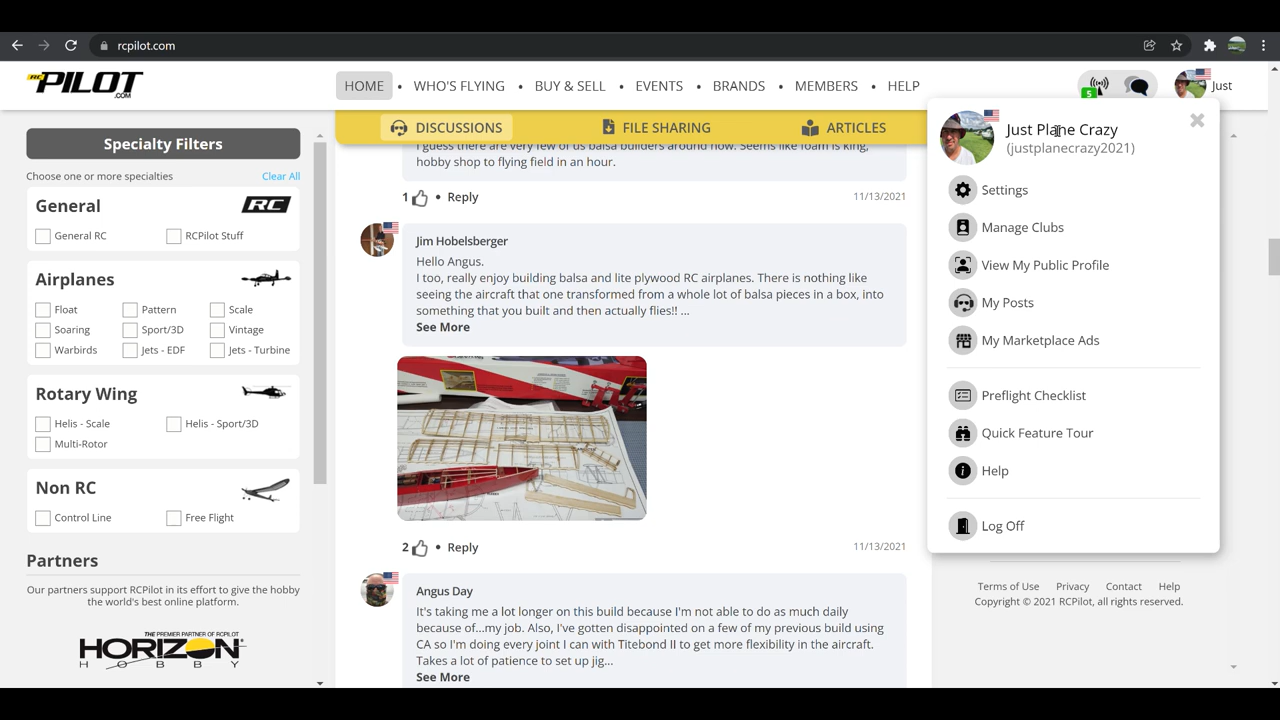 rcpilot.com
RC PILOT .COM
HOME • WHO'S FLYING • BUY & SELL • EVENTS • BRANDS • MEMBERS • HELP
5
Just
DISCUSSIONS FILE SHARING ARTICLES
Specialty Filters
Choose one or more specialties Clear All
General RC
General RC RCPilot Stuff
Airplanes
Float Pattern Scale
Soaring Sport/3D Vintage
Warbirds Jets - EDF Jets - Turbine
Rotary Wing
Helis - Scale Helis - Sport/3D
Multi-Rotor
Non RC
Control Line Free Flight
Partners
Our partners support RCPilot in its effort to give the hobby
the world's best online platform.
THE PREMIER PARTNER OF RCPILOT
HORIZON
HOBBY
I guess there are very few of us balsa builders around now. Seems like foam is king,
hobby shop to flying field in an hour.
1 • Reply 11/13/2021
Jim Hobelsberger
Hello Angus.
I too, really enjoy building balsa and lite plywood RC airplanes. There is nothing like
seeing the aircraft that one transformed from a whole lot of balsa pieces in a box, into
something that you built and then actually flies!! ...
See More
2 • Reply 11/13/2021
Angus Day
It's taking me a lot longer on this build because I'm not able to do as much daily
because of...my job. Also, I've gotten disappointed on a few of my previous build using
CA so I'm doing every joint I can with Titebond II to get more flexibility in the aircraft.
Takes a lot of patience to set up jig...
See More
Just Plane Crazy
(justplanecrazy2021)
Settings
Manage Clubs
View My Public Profile
My Posts
My Marketplace Ads
Preflight Checklist
Quick Feature Tour
Help
Log Off
Terms of Use Privacy Contact Help
Copyright © 2021 RCPilot, all rights reserved.